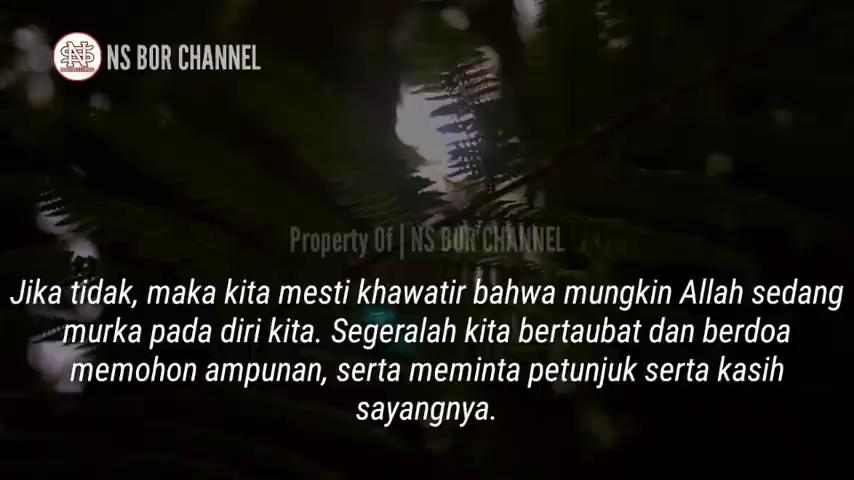 NS BOR CHANNEL
Property Of | NS BOR CHANNEL
Jika tidak, maka kita mesti khawatir bahwa mungkin Allah sedang
murka pada diri kita. Segeralah kita bertaubat dan berdoa
memohon ampunan, serta meminta petunjuk serta kasih
sayangnya.